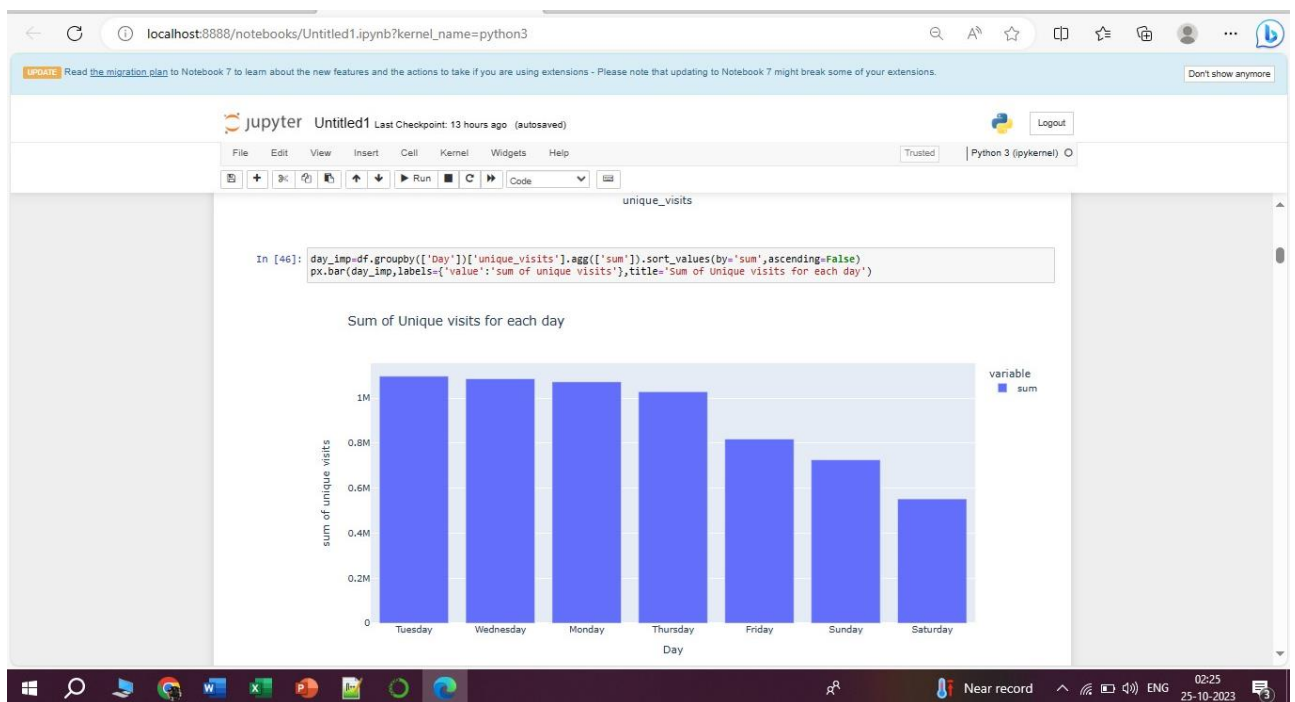 localhost:8888/notebooks/Untitled1.ipynb?kernel_name=python3
UPDATE Read the migration plan to Notebook 7 to learn about the new features and the actions to take if you are using extensions - Please note that updating to Notebook 7 might break some of your extensions.
Don't show anymore
jupyter Untitled1 Last Checkpoint: 13 hours ago (autosaved)
Logout
File Edit View Insert Cell Kernel Widgets Help
Trusted
Python 3 (ipykernel)
Run
Code
unique_visits
In [46]: day_imp=df.groupby(['Day'])['unique_visits'].agg(['sum']).sort_values(by='sum',ascending=False)
px.bar(day_imp,labels={'value':'sum of unique visits'},title='Sum of Unique visits for each day')
Sum of Unique visits for each day
variable
sum
1M
0.8M
0.6M
0.4M
0.2M
0
sum of unique visits
Tuesday Wednesday Monday Thursday Friday Sunday Saturday
Day
Near record
ENG
02:25
25-10-2023
3